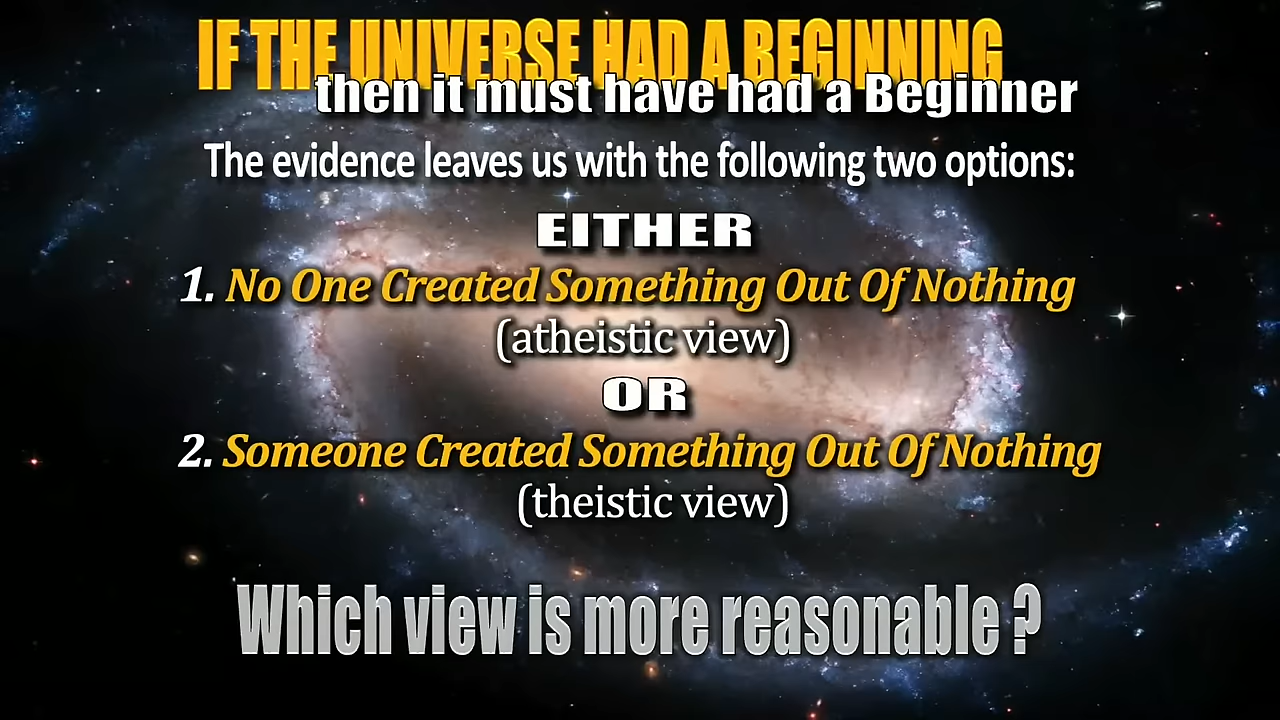 IF THE UNIVERSE HAD A BEGINNING
then it must have had a Beginner
The evidence leaves us with the following two options:
EITHER
1. No One Created Something Out Of Nothing
(atheistic view)
OR
2. Someone Created Something Out Of Nothing
(theistic view)
Which view is more reasonable ?